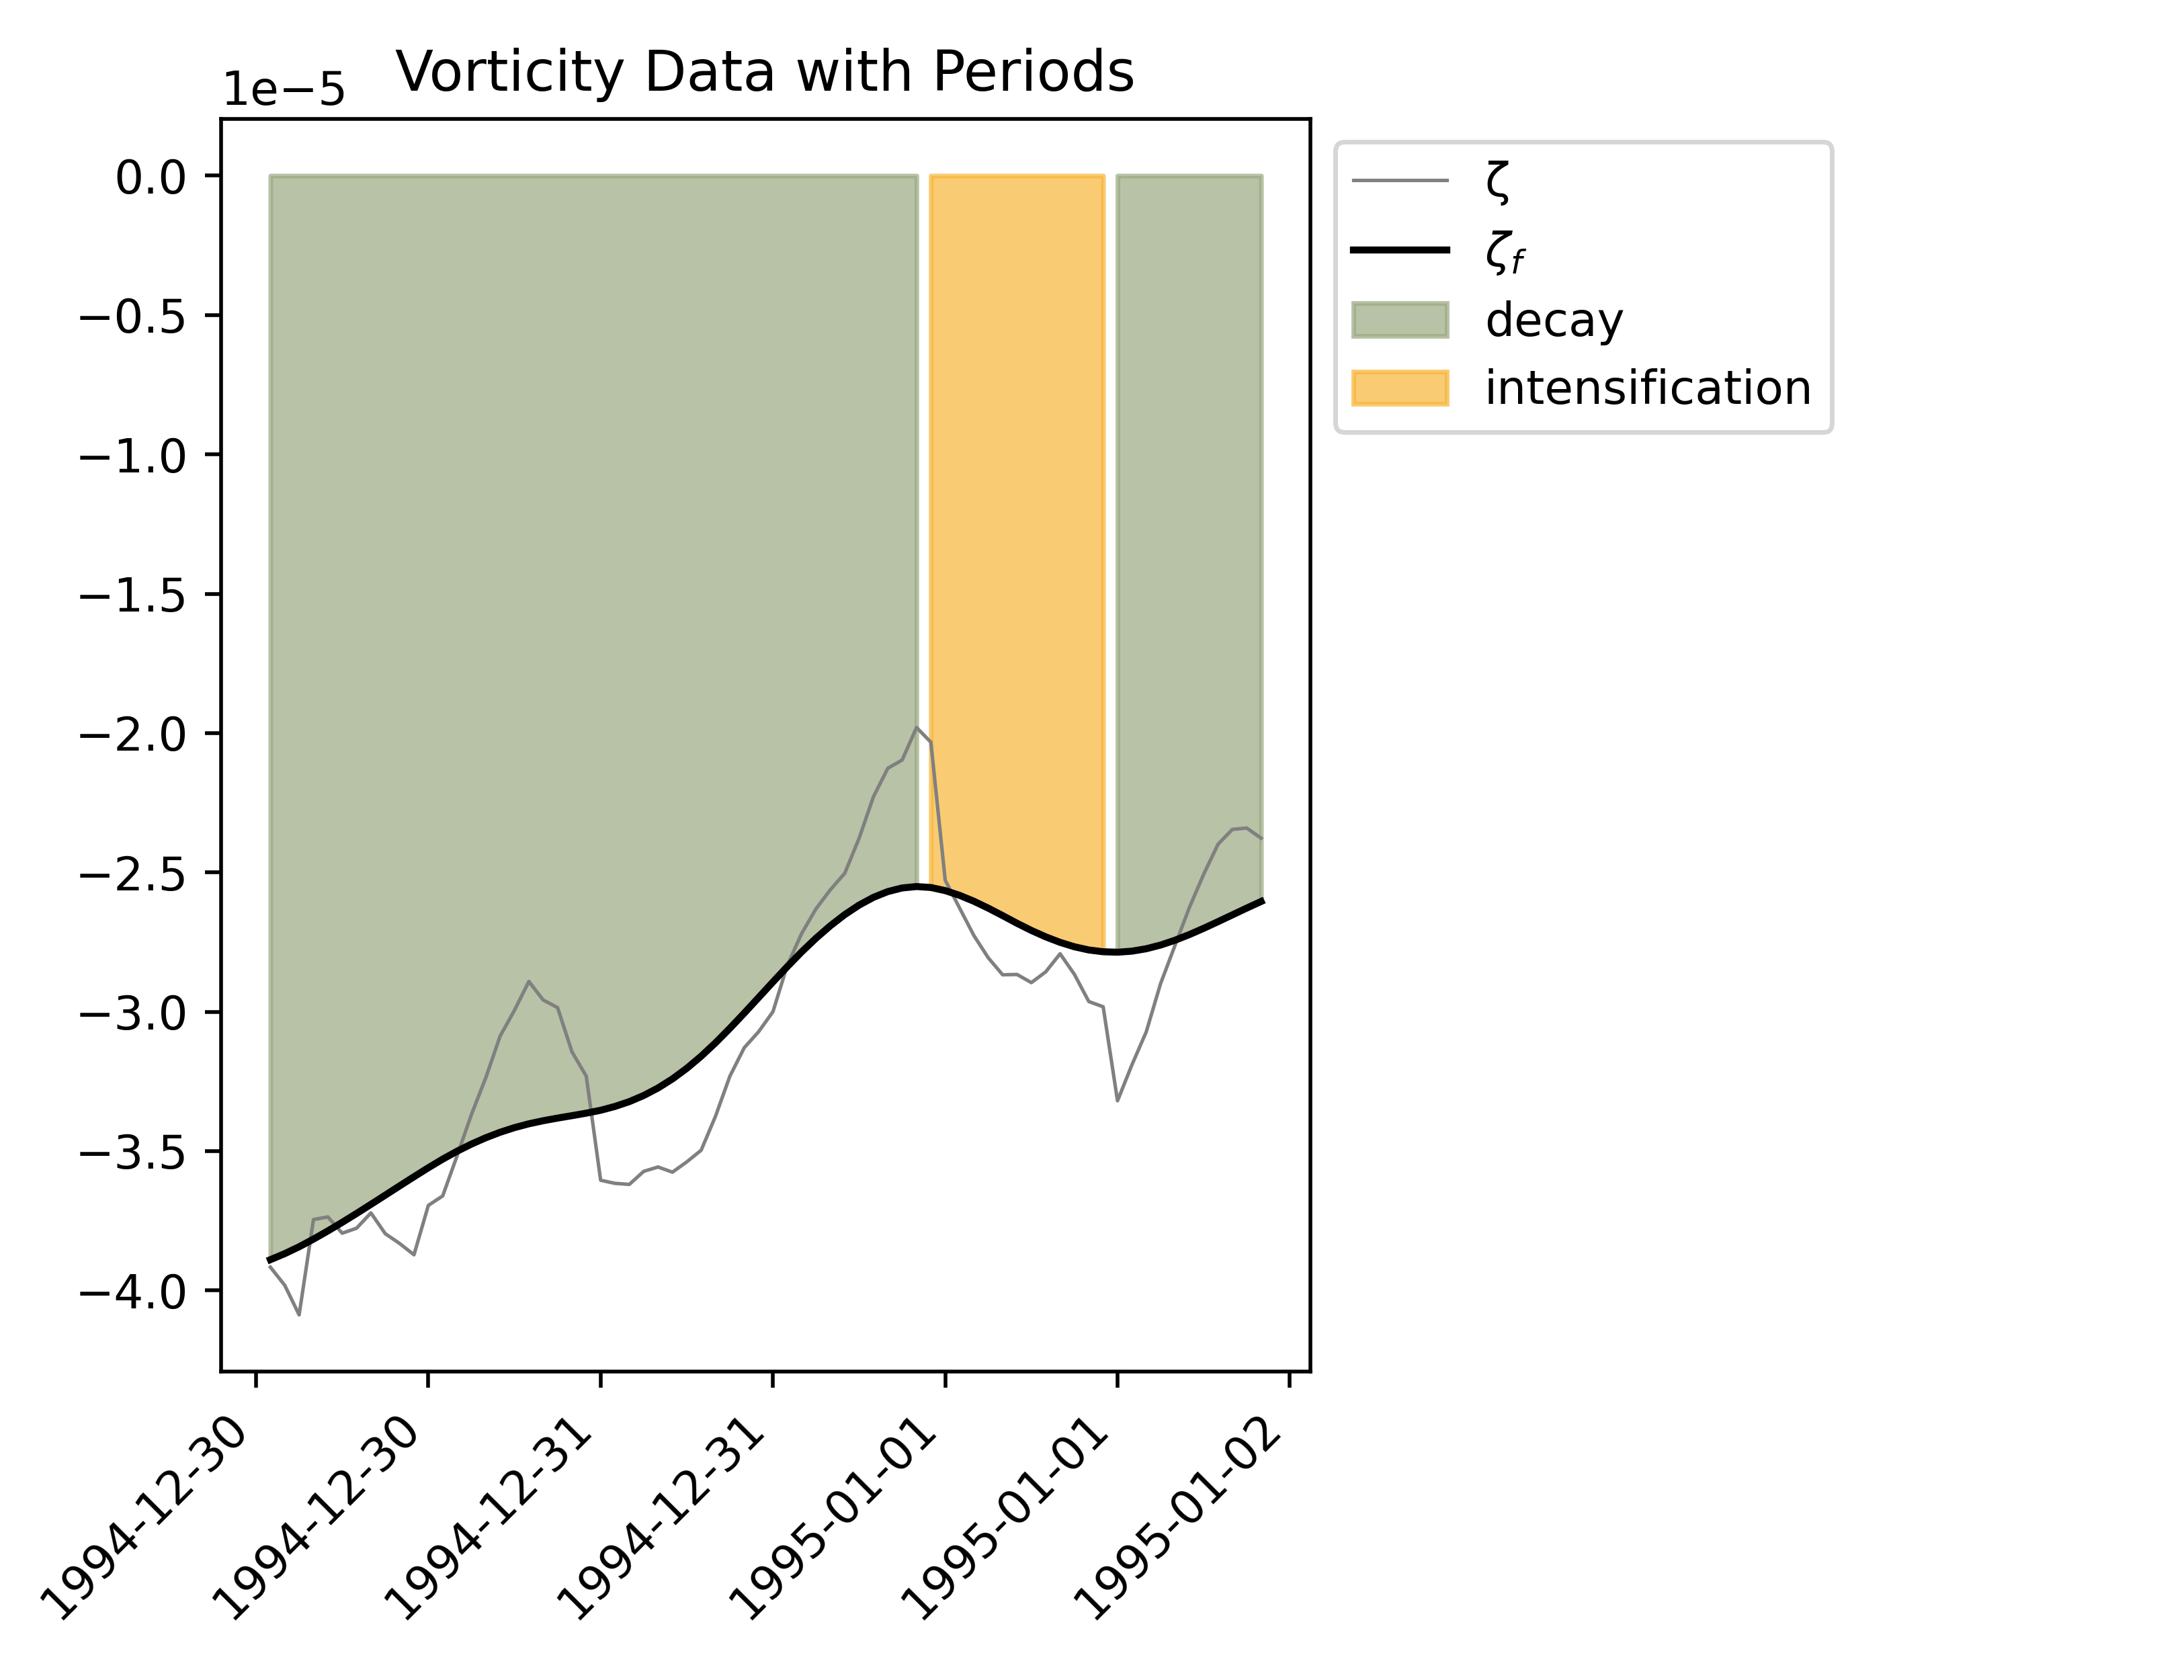 Vorticity Data with Periods
1e−5
0.0
−0.5
−1.0
−1.5
−2.0
−2.5
−3.0
−3.5
−4.0
1994-12-30
1994-12-30
1994-12-31
1994-12-31
1995-01-01
1995-01-01
1995-01-02
ζ
ζf
decay
intensification